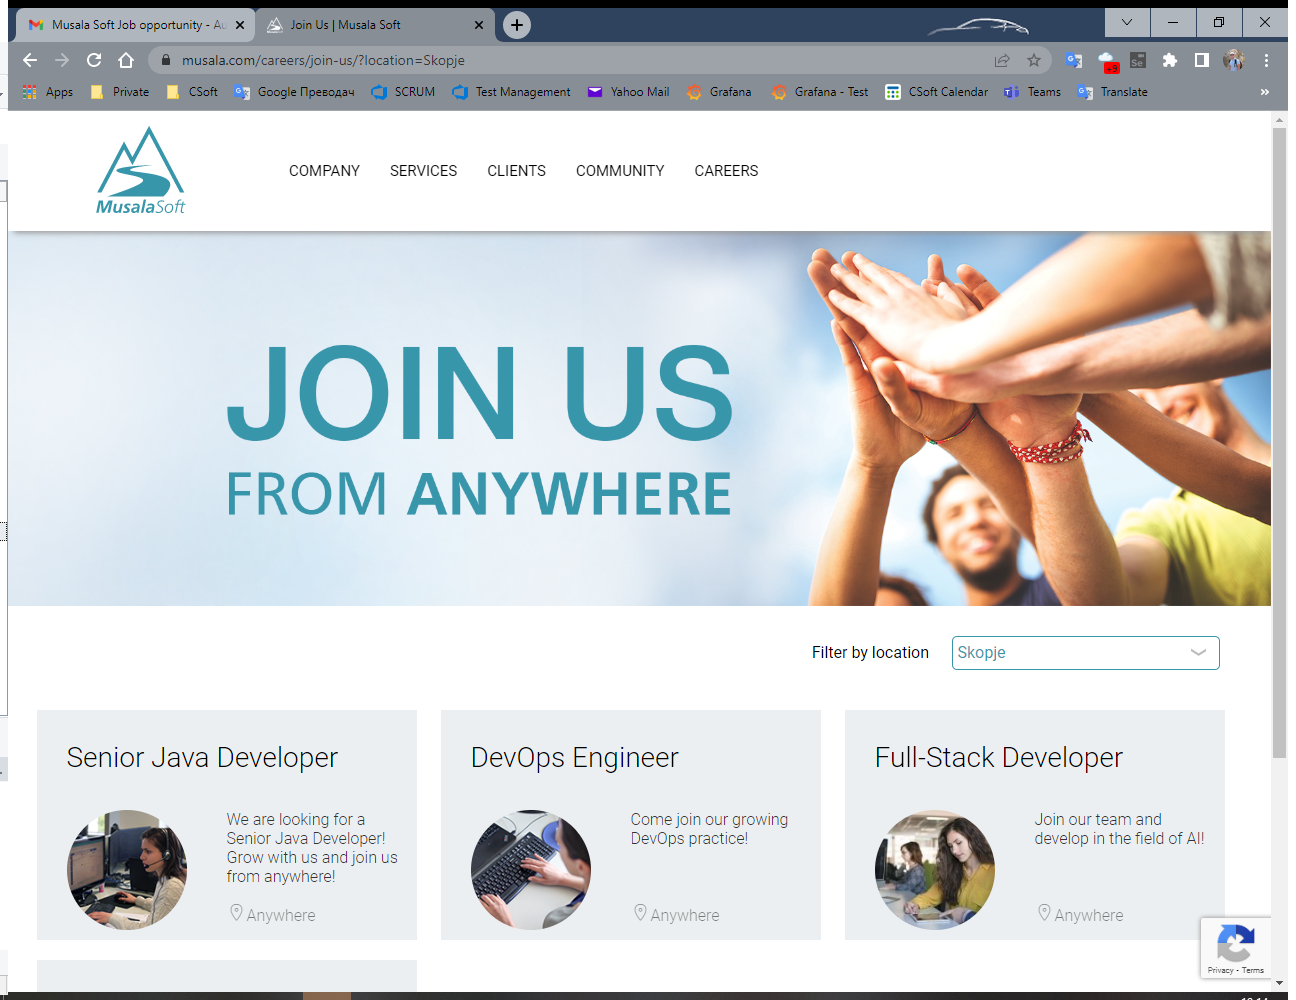 Musala Soft Job opportunity - Au
Join Us | Musala Soft
musala.com/careers/join-us/?location=Skopje
+9
Se
Apps
Private
CSoft
Google Преводач
SCRUM
Test Management
Yahoo Mail
Grafana
Grafana - Test
CSoft Calendar
Teams
Translate
MusalaSoft
COMPANY
SERVICES
CLIENTS
COMMUNITY
CAREERS
JOIN US
FROM ANYWHERE
Filter by location
Skopje
Senior Java Developer
We are looking for a
Senior Java Developer!
Grow with us and join us
from anywhere!
Anywhere
DevOps Engineer
Come join our growing
DevOps practice!
Anywhere
Full-Stack Developer
Join our team and
develop in the field of AI!
Anywhere
Privacy - Terms